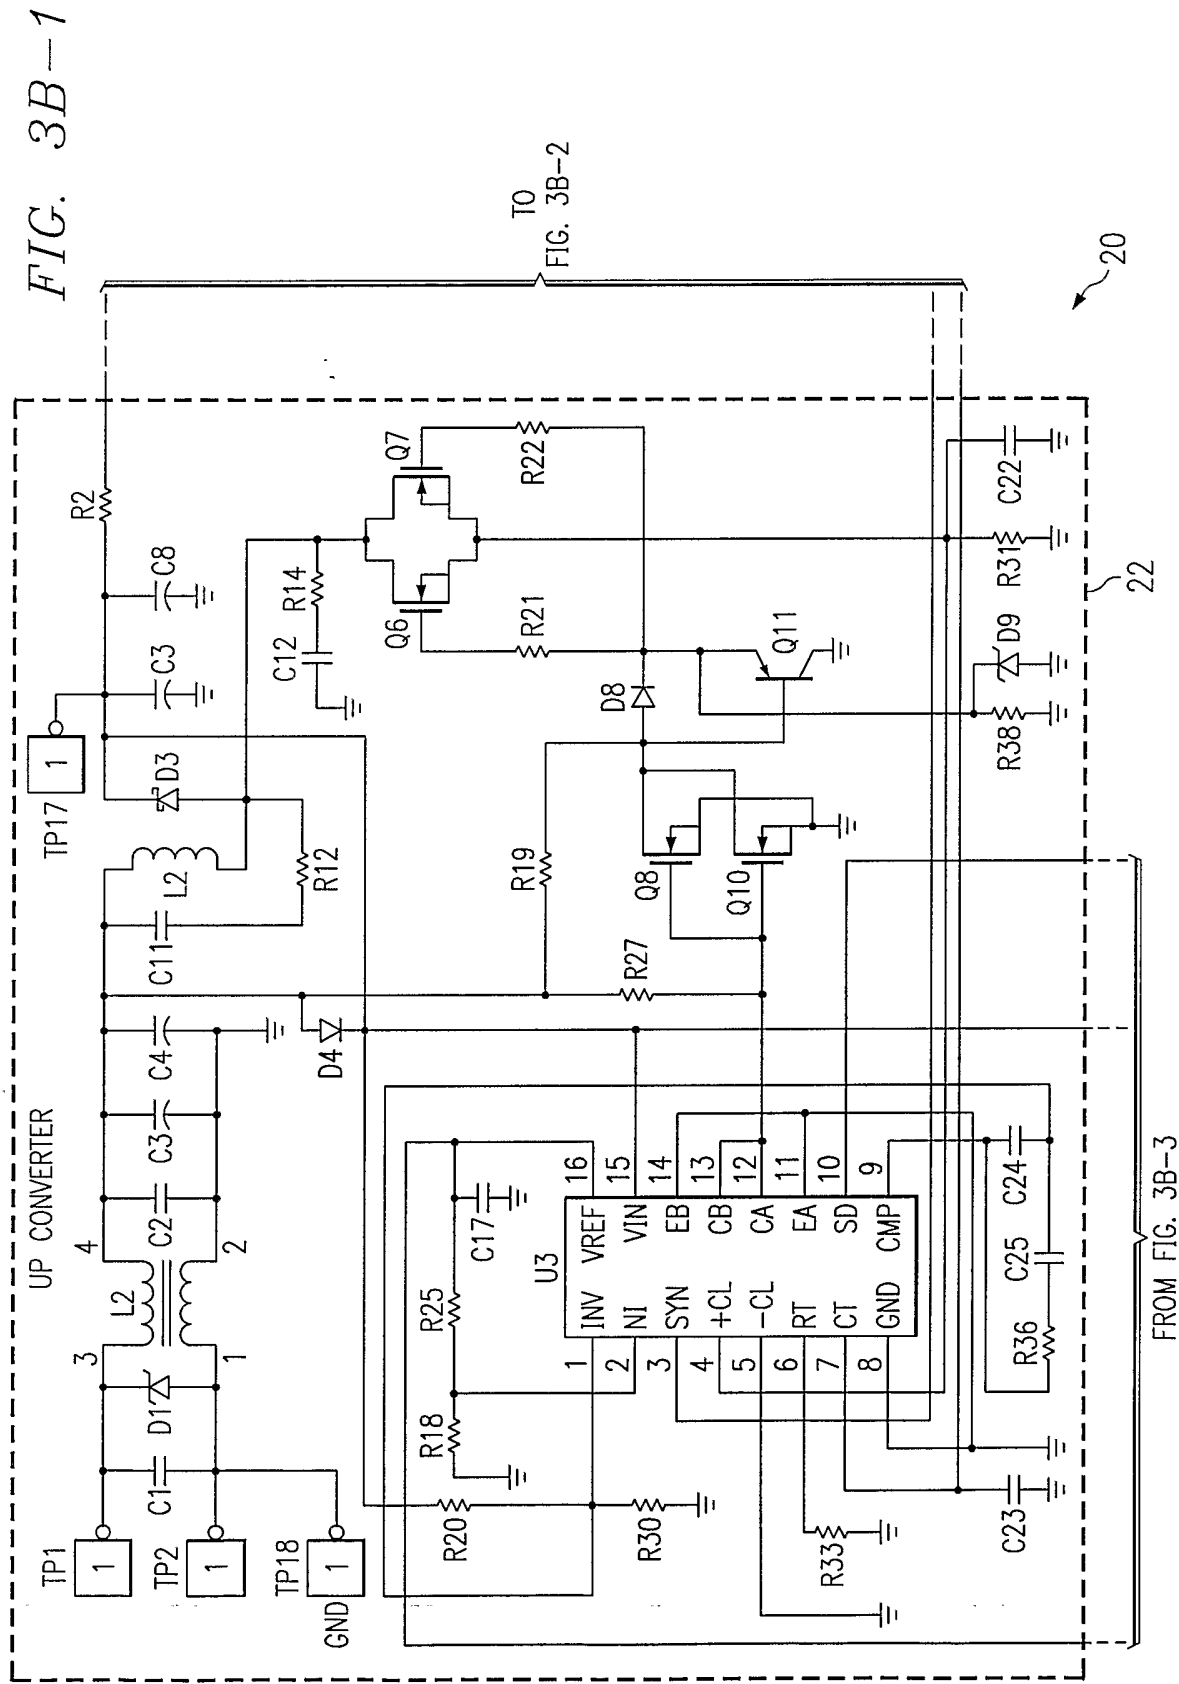 FIG. 3B-1
UP CONVERTER
TP1
1
TP2
1
TP18
1
GND
C1
D1
3
4
1
2
L2
C2
C3
C4
C11
L2
R12
D3
TP17
1
C3
C8
R2
D4
R14
C12
Q6
Q7
R21
R22
R19
D8
Q8
Q10
Q11
R27
R20
R30
R18
R25
C17
U3
1
2
3
4
5
6
7
8
INV
NI
SYN
+CL
-CL
RT
CT
GND
VREF
VIN
EB
CB
CA
EA
SD
CMP
16
15
14
13
12
11
10
9
R33
C23
R36
C25
C24
R38
D9
R31
C22
22
20
TO
FIG. 3B-2
FROM FIG. 3B-3